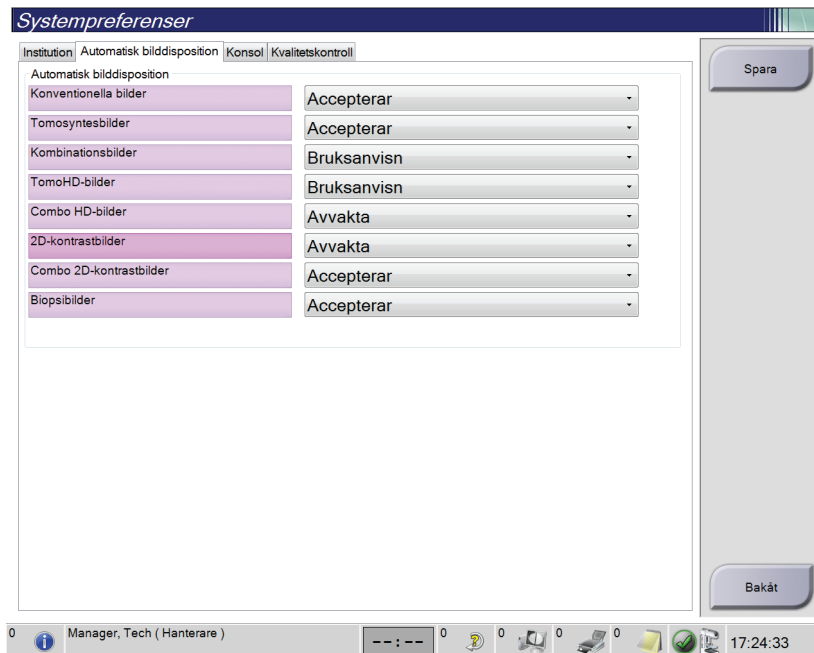 Systempreferenser
Institution Automatisk bilddisposition Konsol Kvalitetskontroll
Spara
Automatisk bilddisposition
Konventionella bilder Accepterar
Tomosyntesbilder Accepterar
Kombinationsbilder Bruksanvisn
TomoHD-bilder Bruksanvisn
Combo HD-bilder Avvakta
2D-kontrastbilder Avvakta
Combo 2D-kontrastbilder Accepterar
Biopsibilder Accepterar
Bakåt
0 Manager, Tech ( Hanterare ) --:-- 0 0 0 0 17:24:33